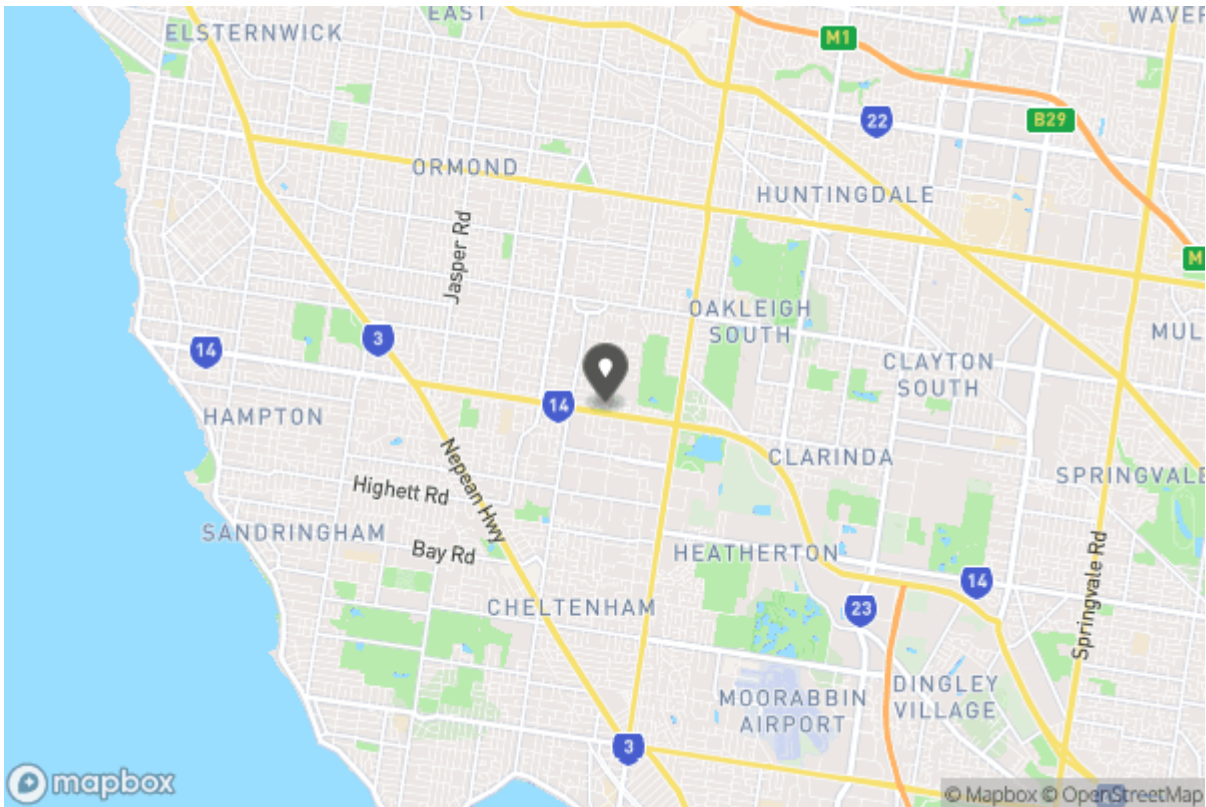 EAST
ELSTERNWICK
WAVER
M1
22
B29
ORMOND
HUNTINGDALE
Jasper Rd
M
OAKLEIGH
SOUTH
MUL
3
14
CLAYTON
SOUTH
14
HAMPTON
CLARINDA
Nepean Hwy
SPRINGVALE
Highett Rd
SANDRINGHAM
Bay Rd
HEATHERTON
14
Springvale Rd
CHELTENHAM
23
DINGLEY
VILLAGE
MOORABBIN
AIRPORT
3
mapbox
© Mapbox © OpenStreetMap